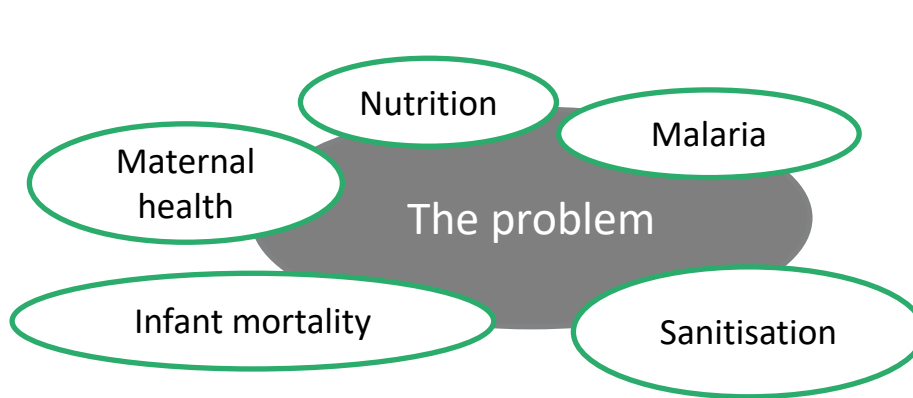 Nutrition
Malaria
Maternal
health
The problem
Infant mortality
Sanitisation